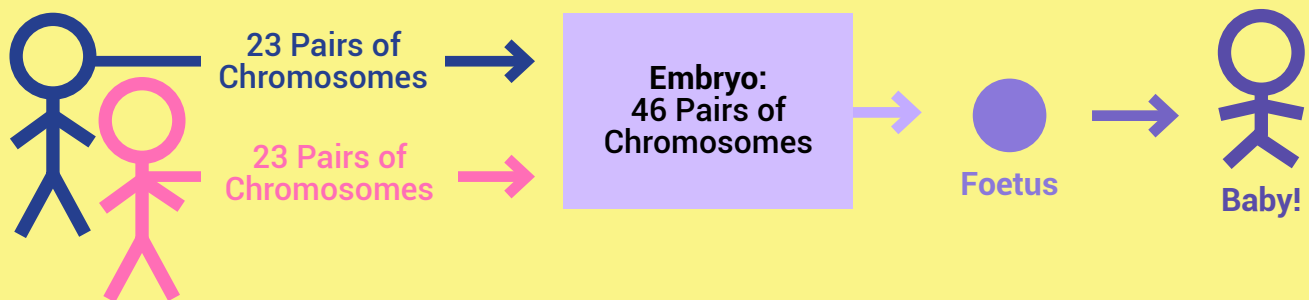 23 Pairs of
Chromosomes
23 Pairs of
Chromosomes
Embryo:
46 Pairs of
Chromosomes
Foetus
Baby!